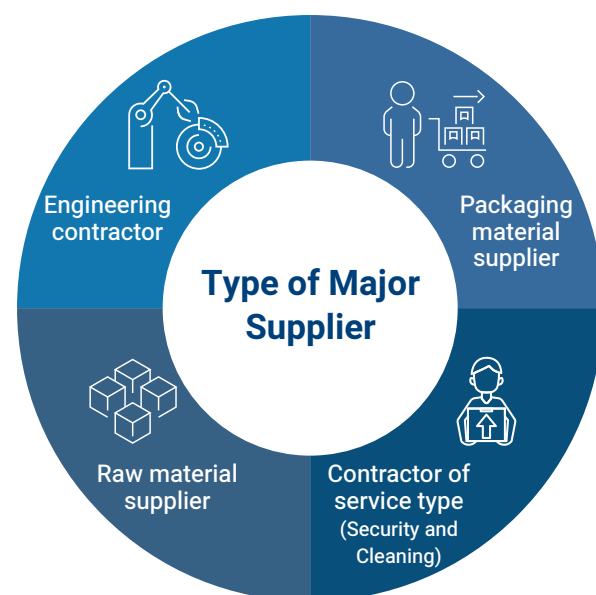 Engineering
contractor
Packaging
material
supplier
Type of Major
Supplier
Raw material
supplier
Contractor of
service type
(Security and
Cleaning)